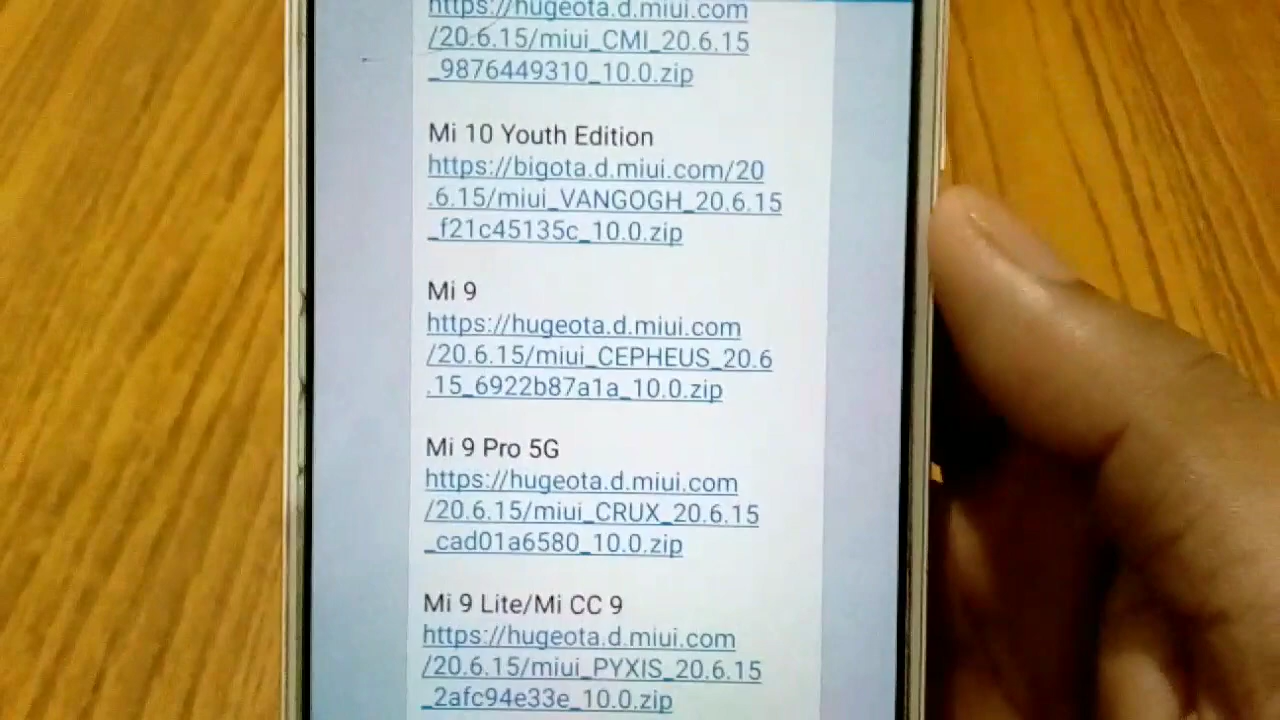 https://hugeota.d.miui.com
/20.6.15/miui_CMI_20.6.15
_9876449310_10.0.zip
Mi 10 Youth Edition
https://bigota.d.miui.com/20
.6.15/miui_VANGOGH_20.6.15
_f21c45135c_10.0.zip
Mi 9
https://hugeota.d.miui.com
/20.6.15/miui_CEPHEUS_20.6
.15_6922b87a1a_10.0.zip
Mi 9 Pro 5G
https://hugeota.d.miui.com
/20.6.15/miui_CRUX_20.6.15
_cad01a6580_10.0.zip
Mi 9 Lite/Mi CC 9
https://hugeota.d.miui.com
/20.6.15/miui_PYXIS_20.6.15
_2afc94e33e_10.0.zip